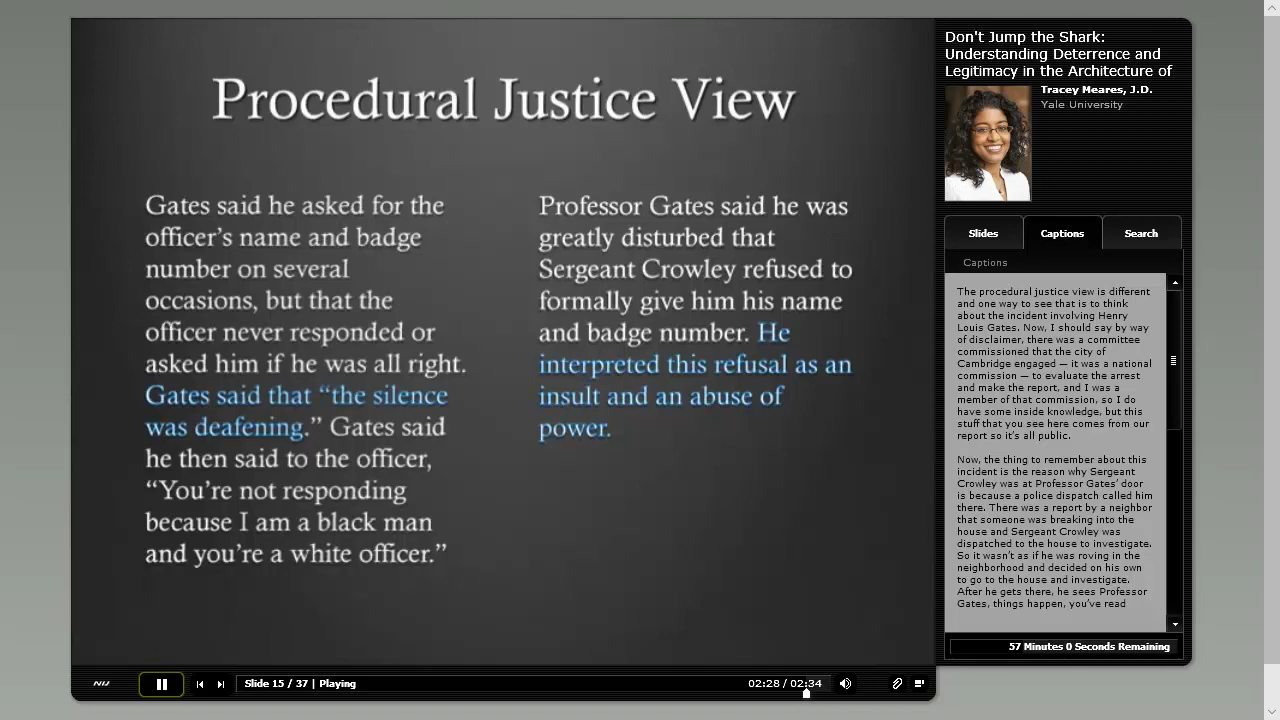 Procedural Justice View
Gates said he asked for the
officer’s name and badge
number on several
occasions, but that the
officer never responded or
asked him if he was all right.
Gates said that “the silence
was deafening.” Gates said
he then said to the officer,
“You’re not responding
because I am a black man
and you’re a white officer.”
Professor Gates said he was
greatly disturbed that
Sergeant Crowley refused to
formally give him his name
and badge number. He
interpreted this refusal as an
insult and an abuse of
power.
Don't Jump the Shark:
Understanding Deterrence and
Legitimacy in the Architecture of
Tracey Meares, J.D.
Yale University
Slides Captions Search
Captions
The procedural justice view is different
and one way to see that is to think
about the incident involving Henry
Louis Gates. Now, I should say by way
of disclaimer, there was a committee
commissioned that the city of
Cambridge engaged — it was a national
commission — to evaluate the arrest
and make the report, and I was a
member of that commission, so I do
have some inside knowledge, but this
stuff that you see here comes from our
report so it’s all public.
Now, the thing to remember about this
incident is the reason why Sergeant
Crowley was at Professor Gates’ door
is because a police dispatch called him
there. There was a report by a neighbor
that someone was breaking into the
house and Sergeant Crowley was
dispatched to the house to investigate.
So it wasn’t as if he was roving in the
neighborhood and decided on his own
to go to the house and investigate.
After he gets there, he sees Professor
Gates, things happen, you’ve read
57 Minutes 0 Seconds Remaining
Slide 15 / 37 | Playing
02:28 / 02:34